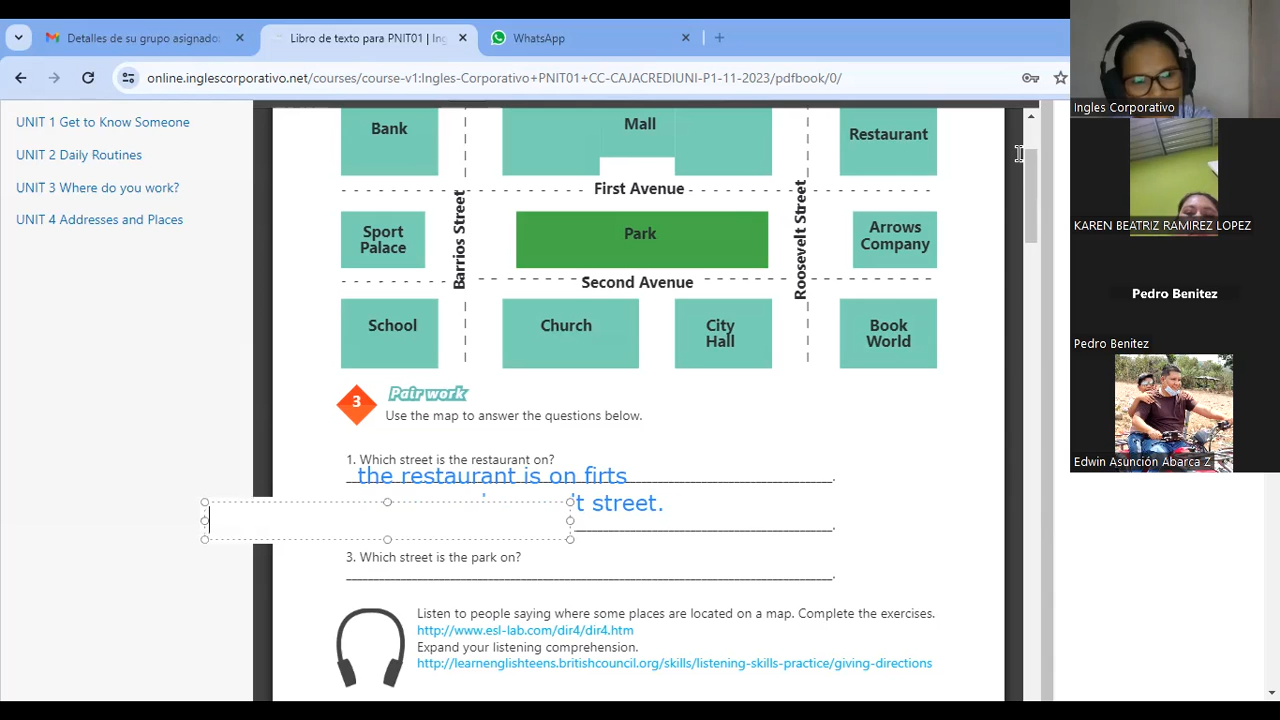 Detalles de su grupo asignado
Libro de texto para PNIT01 | Ing
WhatsApp
online.inglescorporativo.net/courses/course-v1:Ingles-Corporativo+PNIT01+CC-CAJACREDIUNI-P1-11-2023/pdfbook/0/
UNIT 1 Get to Know Someone
UNIT 2 Daily Routines
UNIT 3 Where do you work?
UNIT 4 Addresses and Places
Bank
Mall
Restaurant
First Avenue
Barrios Street
Roosevelt Street
Sport
Palace
Park
Arrows
Company
Second Avenue
School
Church
City
Hall
Book
World
3
Pair work
Use the map to answer the questions below.
1. Which street is the restaurant on?
the restaurant is on firts
t street.
3. Which street is the park on?
Listen to people saying where some places are located on a map. Complete the exercises.
http://www.esl-lab.com/dir4/dir4.htm
Expand your listening comprehension.
http://learnenglishteens.britishcouncil.org/skills/listening-skills-practice/giving-directions
Ingles Corporativo
KAREN BEATRIZ RAMIREZ LOPEZ
Pedro Benitez
Pedro Benitez
Edwin Asunción Abarca Z